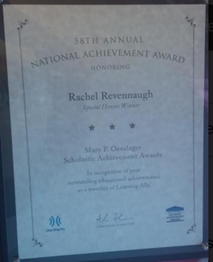 58TH ANNUAL
NATIONAL ACHIEVEMENT AWARD
HONORING
Rachel Revennaugh
Special Honors Winner
Mary P. Oenslager
Scholastic Achievement Awards
In recognition of your
outstanding educational achievements
as a member of Learning Ally.